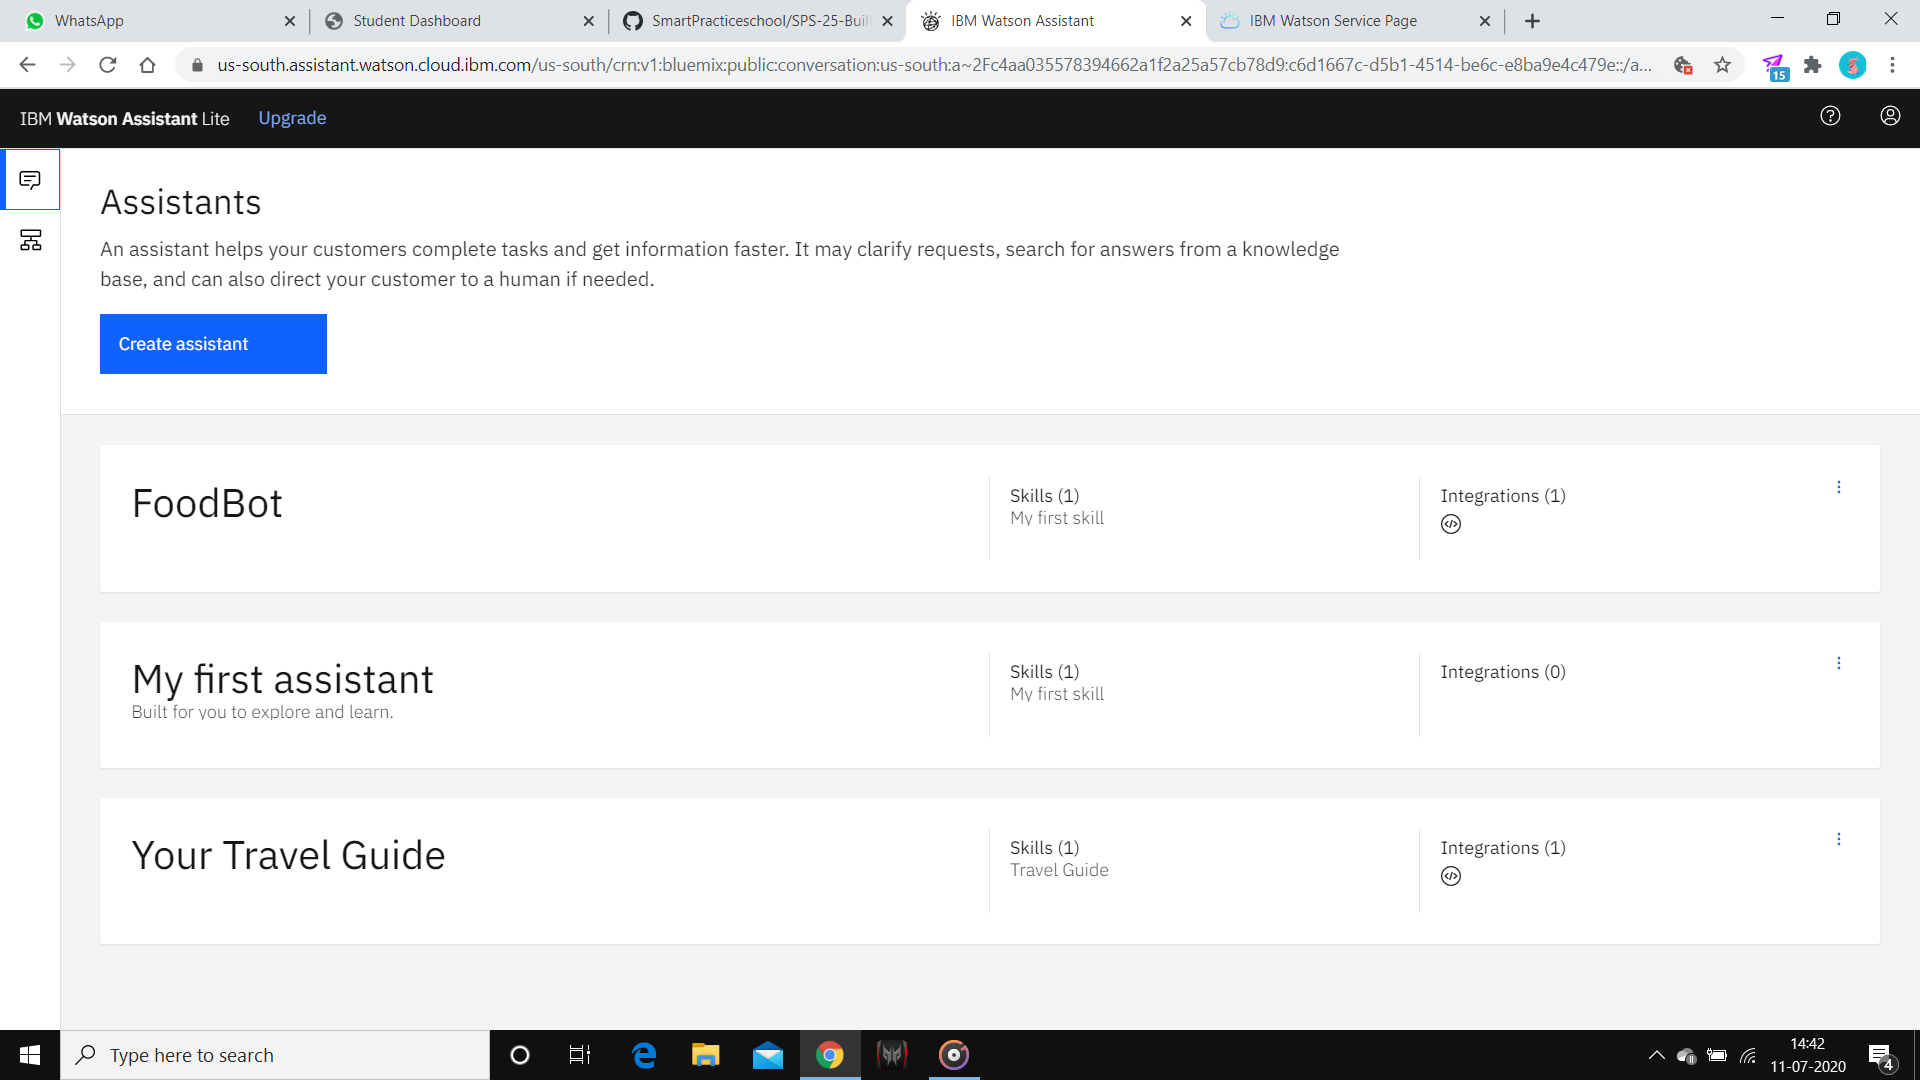 WhatsApp
Student Dashboard
SmartPracticeschool/SPS-25-Buil
IBM Watson Assistant
IBM Watson Service Page
us-south.assistant.watson.cloud.ibm.com/us-south/crn:v1:bluemix:public:conversation:us-south:a~2Fc4aa035578394662a1f2a25a57cb78d9:c6d1667c-d5b1-4514-be6c-e8ba9e4c479e::/a...
15
IBM Watson Assistant Lite
Upgrade
Assistants
An assistant helps your customers complete tasks and get information faster. It may clarify requests, search for answers from a knowledge
base, and can also direct your customer to a human if needed.
Create assistant
FoodBot
Skills (1)
My first skill
Integrations (1)
My first assistant
Built for you to explore and learn.
Skills (1)
My first skill
Integrations (0)
Your Travel Guide
Skills (1)
Travel Guide
Integrations (1)
Type here to search
14:42
11-07-2020
4